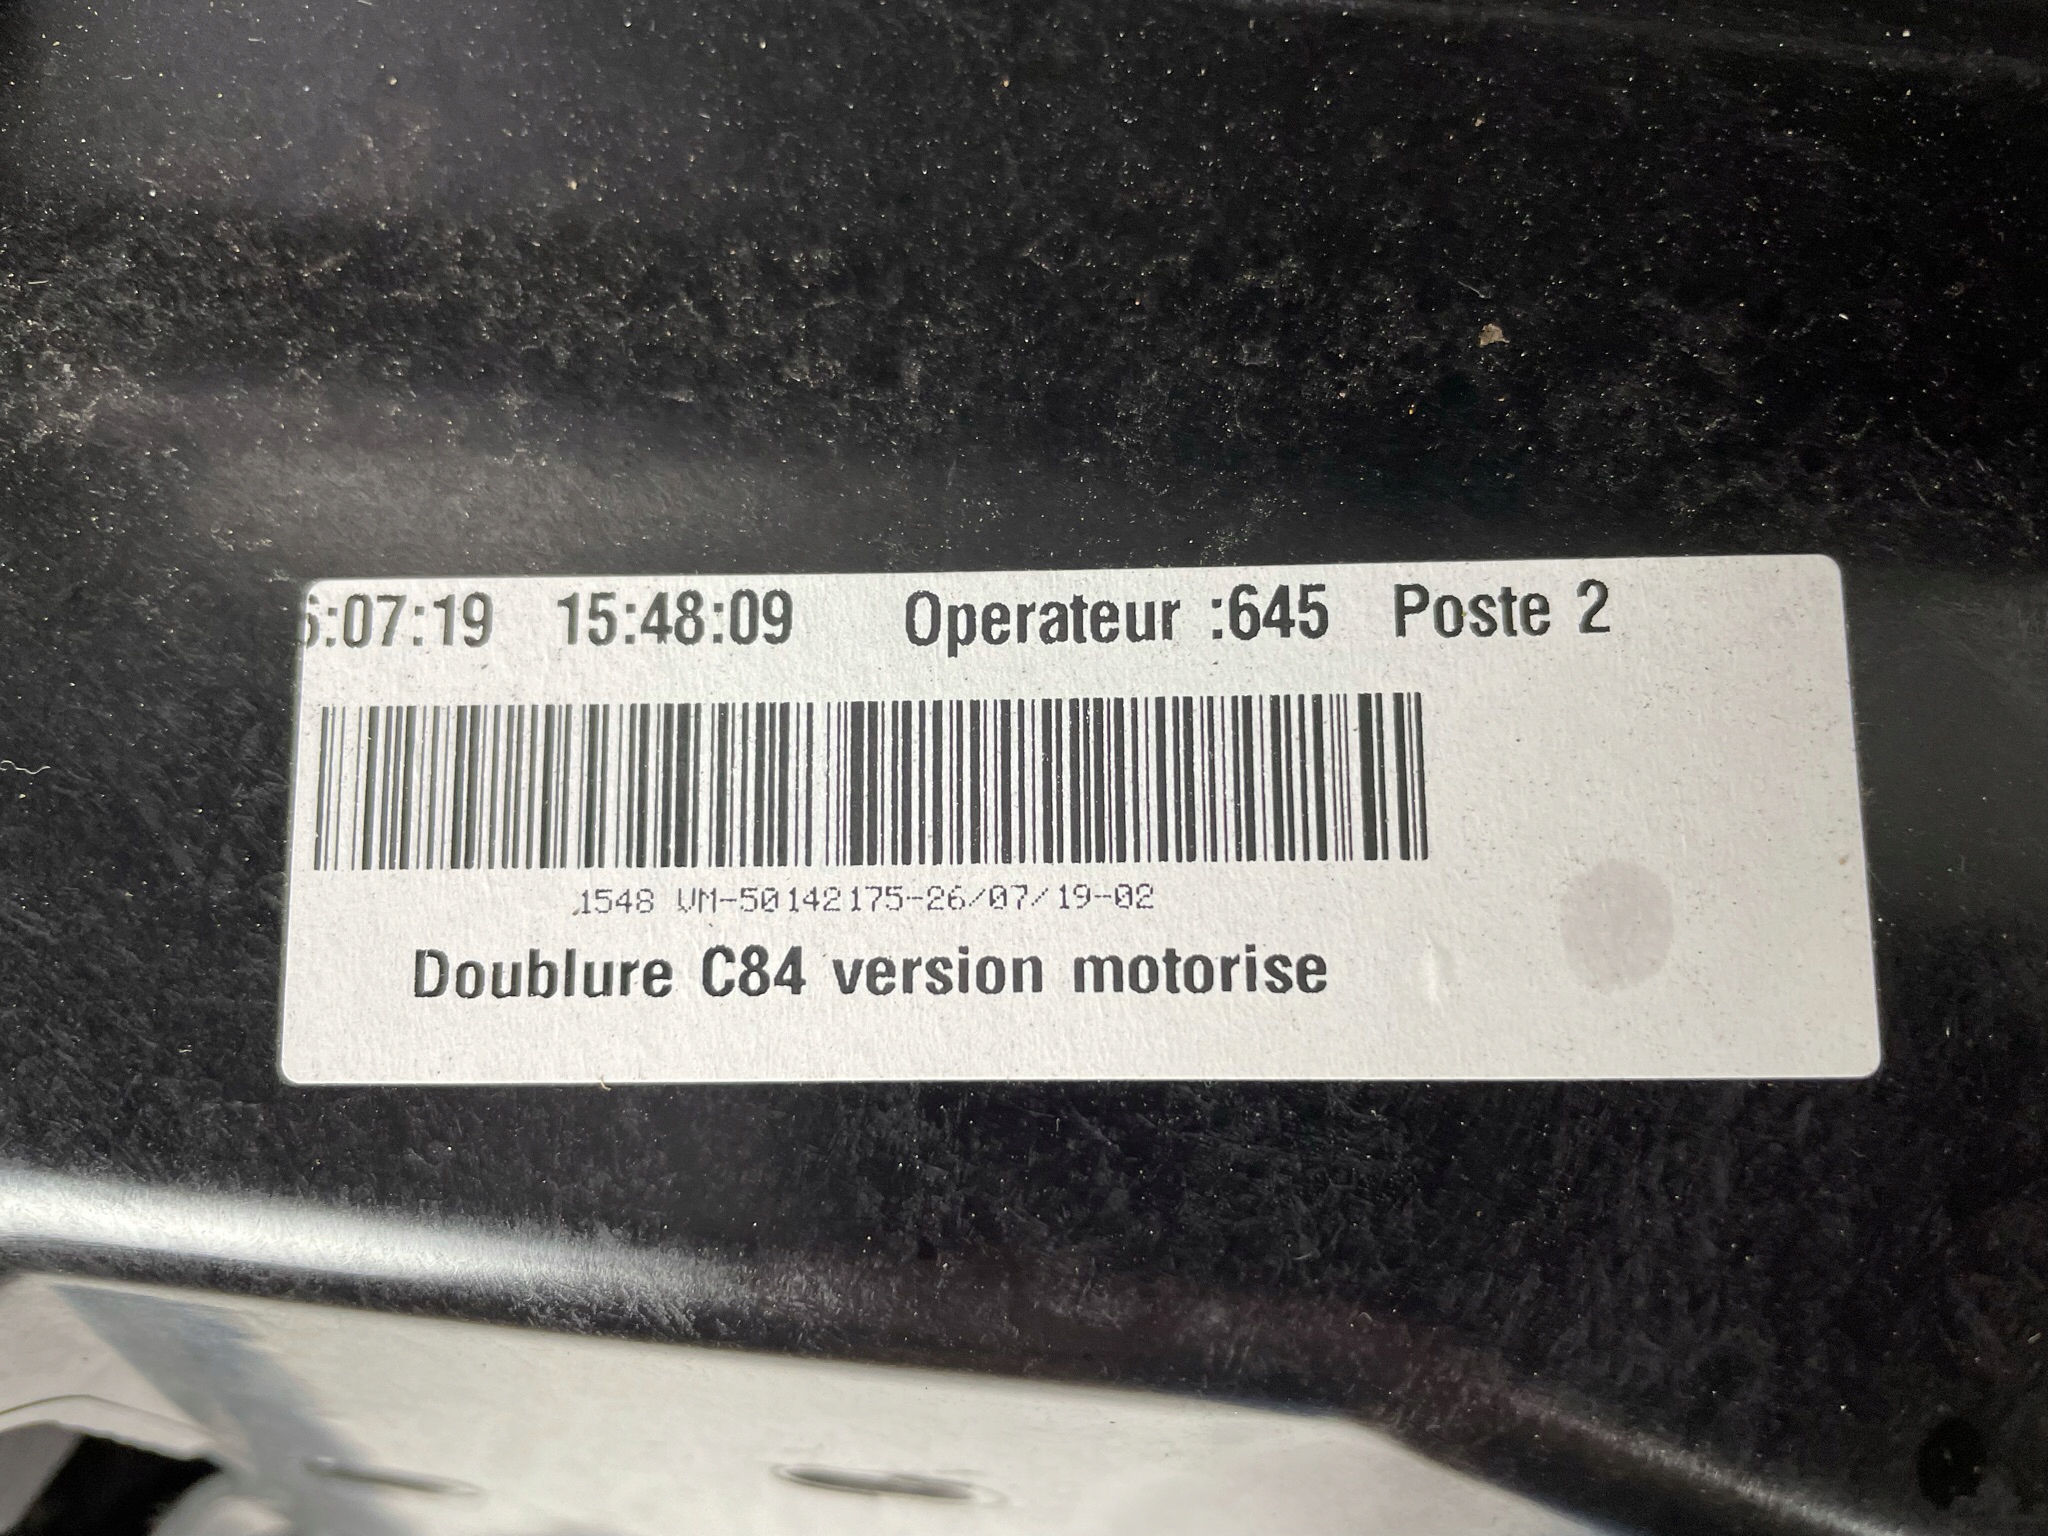 6:07:19 15:48:09 Operateur :645 Poste 2
1548 VM-50142175-26/07/19-02
Doublure C84 version motorise